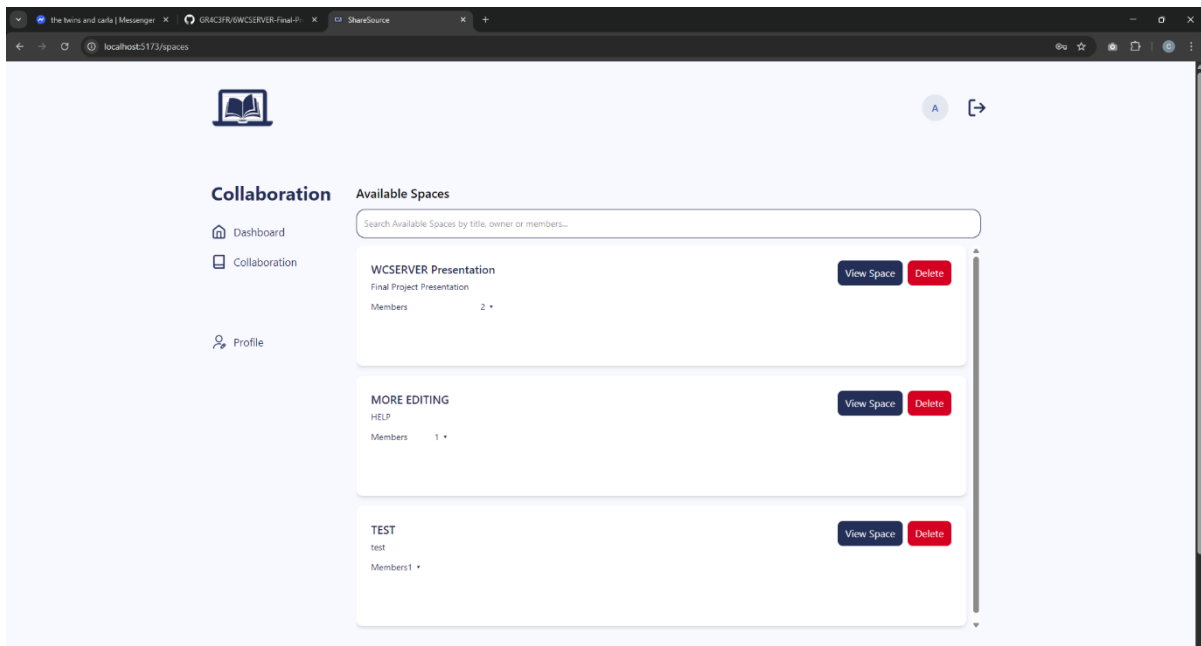 the twins and carla | Messenger
GR4C3FR/6WCSERVER-Final-Pr
ShareSource
localhost:5173/spaces
C
A
Collaboration
Dashboard
Collaboration
Profile
Available Spaces
Search Available Spaces by title, owner or members...
WCSERVER Presentation
View Space
Delete
Final Project Presentation
Members 2
MORE EDITING
View Space
Delete
HELP
Members 1
TEST
View Space
Delete
test
Members1